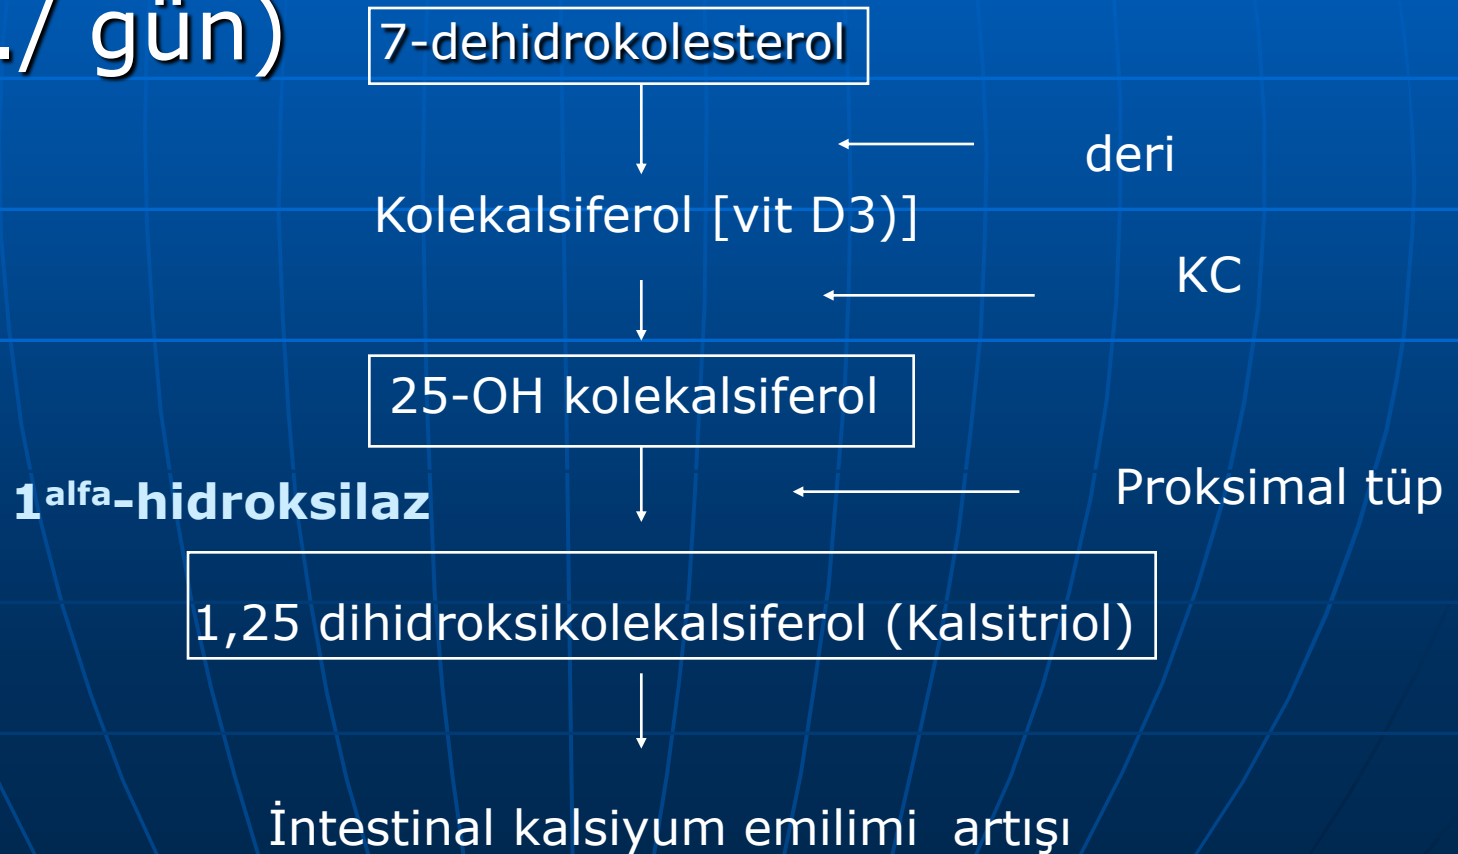 ./ gün)
7-dehidrokolesterol
deri
Kolekalsiferol [vit D3)]
KC
25-OH kolekalsiferol
1alfa-hidroksilaz
Proksimal tüp
1,25 dihidroksikolekalsiferol (Kalsitriol)
İntestinal kalsiyum emilimi  artışı